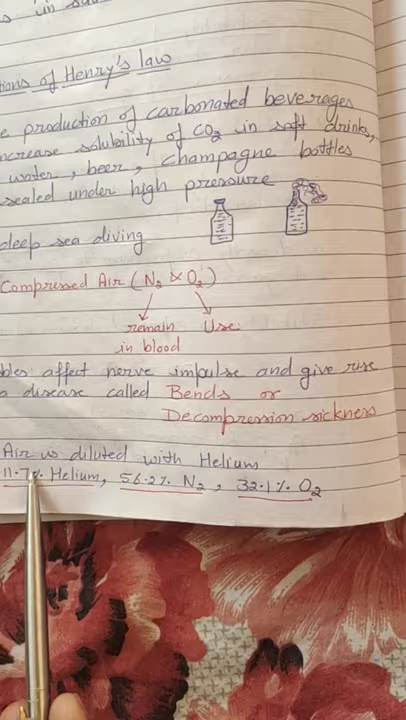 tions of Henry's law
e production of carbonated beverages
ncrease solubility of CO₂ in soft drinks,
water, beer, champagne bottles
sealed under high pressure
deep sea diving
Compressed Air (N₂ & O₂)
remain Use
in blood
bles affect nerve impulse and give rise
a disease called Bends or
Decompression sickness
Air is diluted with Helium
11.7% Helium, 56.2% N₂, 32.1% O₂